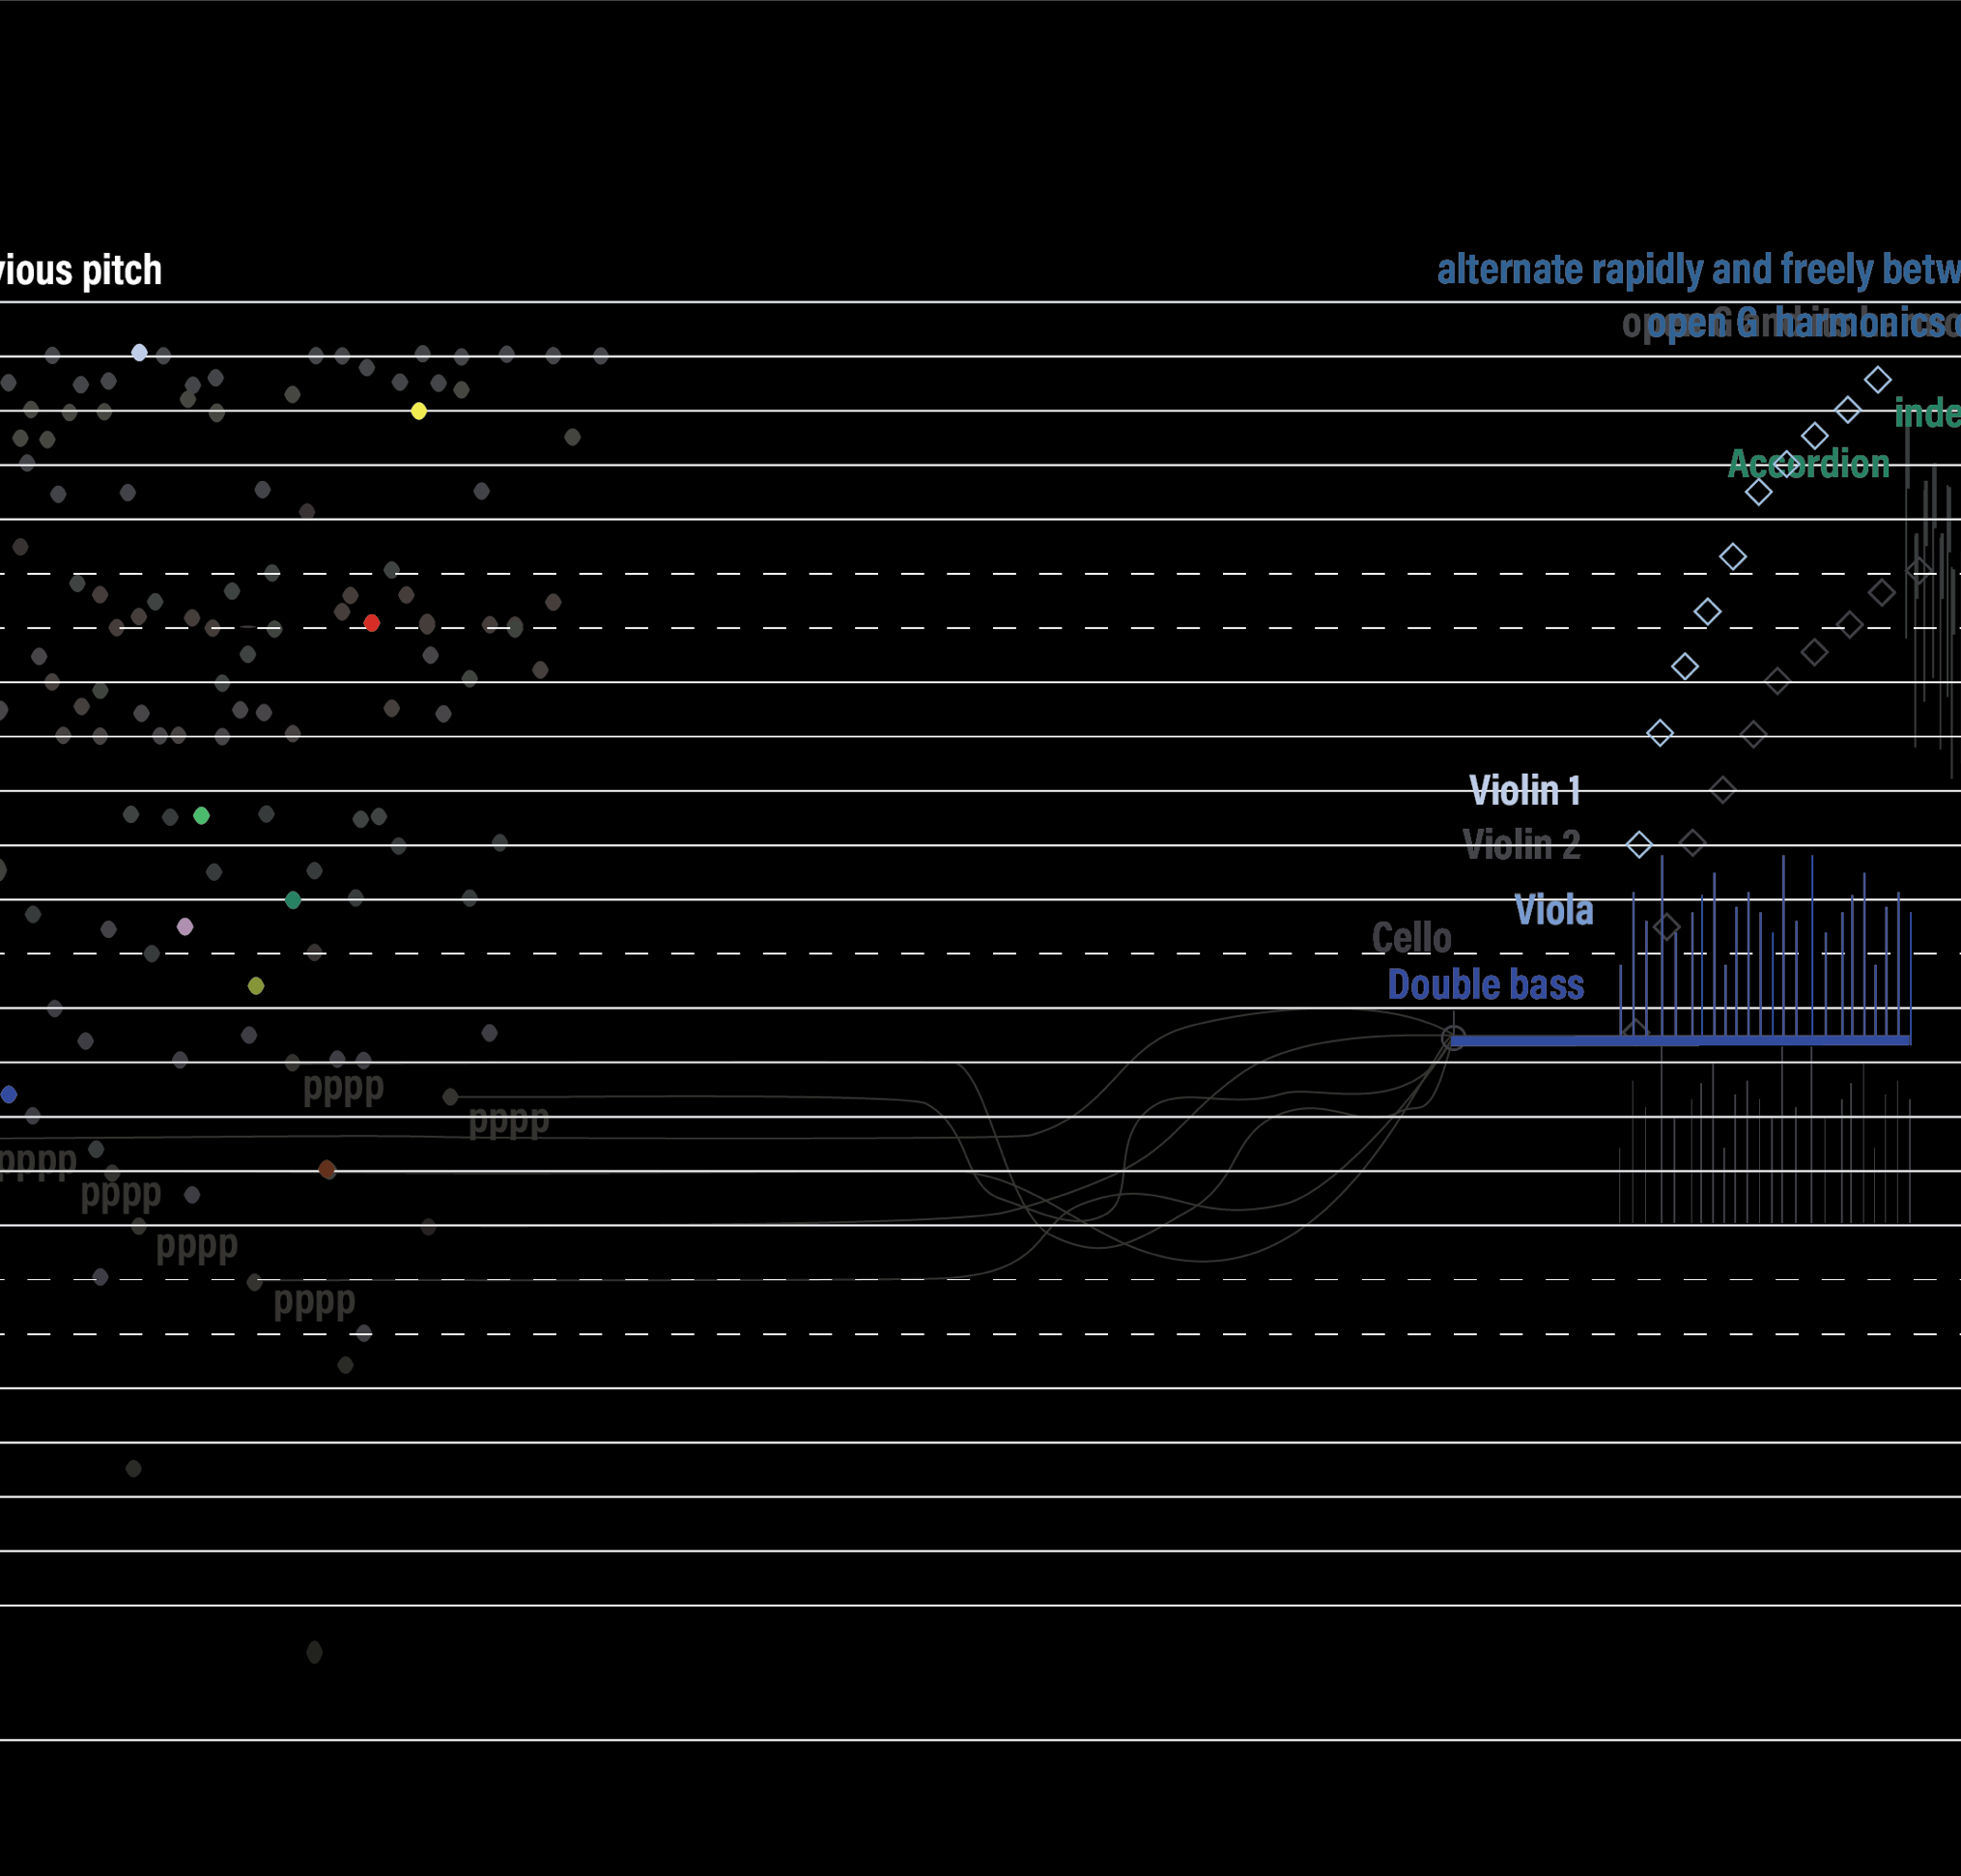 vious pitch
alternate rapidly and freely betw
open G harmonics
inde
Accordion
Violin 1
Violin 2
Viola
Cello
Double bass
pppp
pppp
pppp
pppp
pppp
pppp